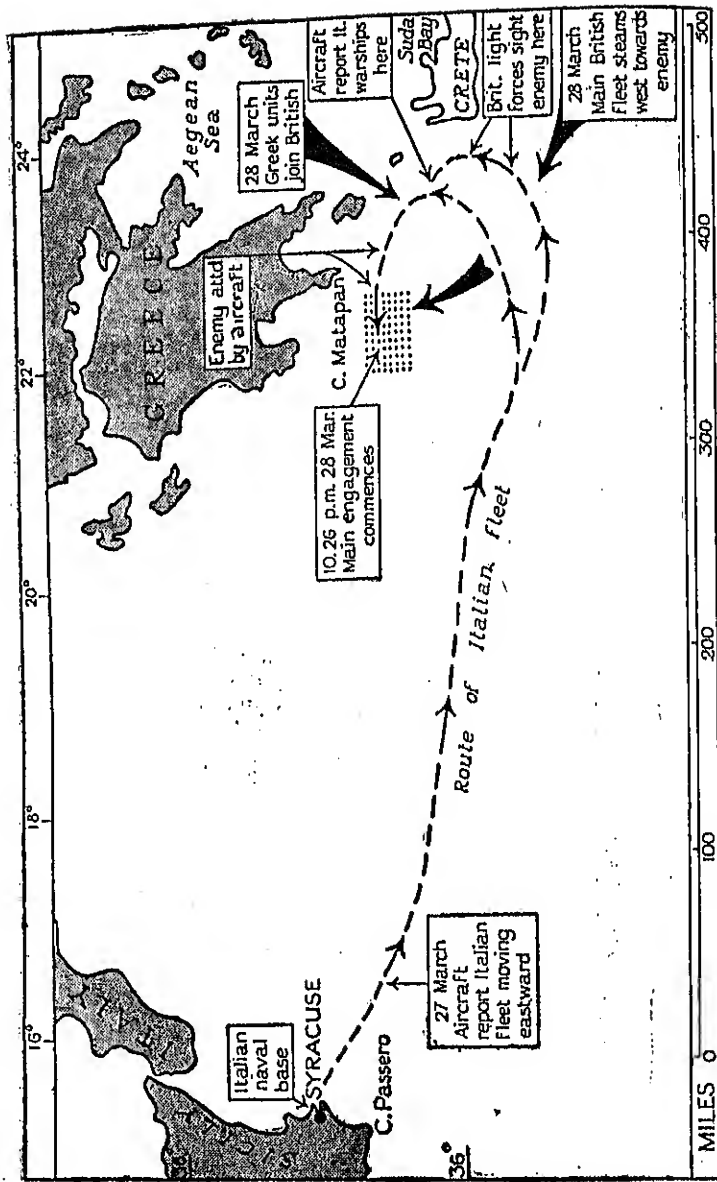 16°
18°
20°
22°
24°
ITALY
GREECE
Aegean
Sea
28 March
Greek units
join British
Aircraft
report It.
warships
here
Suda
Bay
CRETE
Brit. light
forces sight
enemy here
28 March
Main British
fleet steams
west towards
enemy
Enemy attd
by aircraft
C. Matapan
10.26 p.m. 28 Mar.
Main engagement
commences
Route of Italian fleet
Italian
naval
base
SYRACUSE
C. Passero
27 March
Aircraft
report Italian
Fleet moving
eastward
36°
MILES 0 100 200 300 400 500